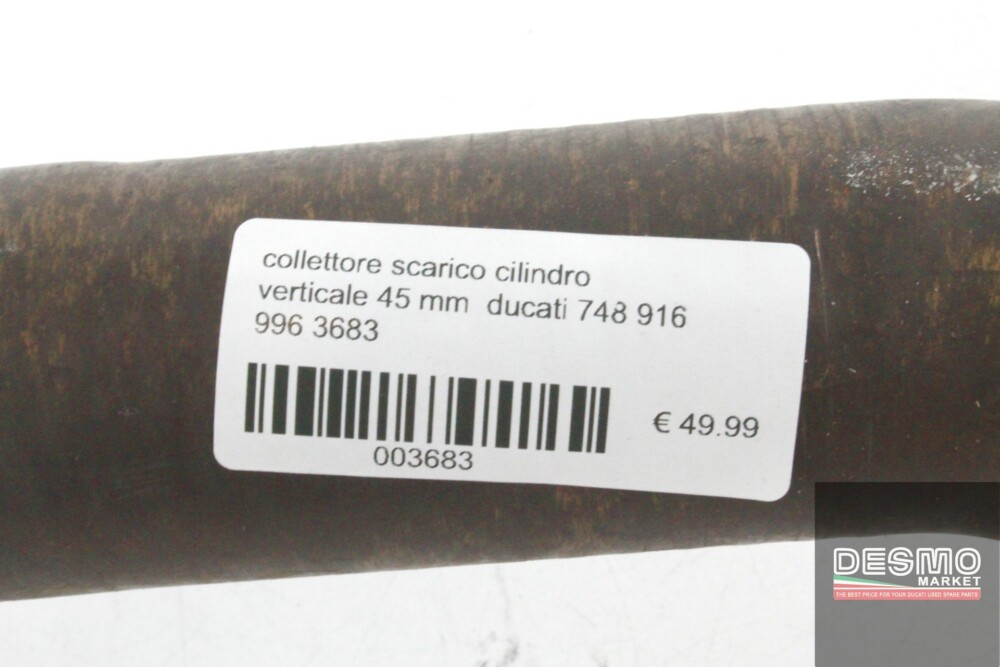 collettore scarico cilindro
verticale 45 mm ducati 748 916
996 3683
€ 49.99
003683
DESMO
MARKET
THE BEST PRICE FOR YOUR DUCATI USED SPARE PARTS